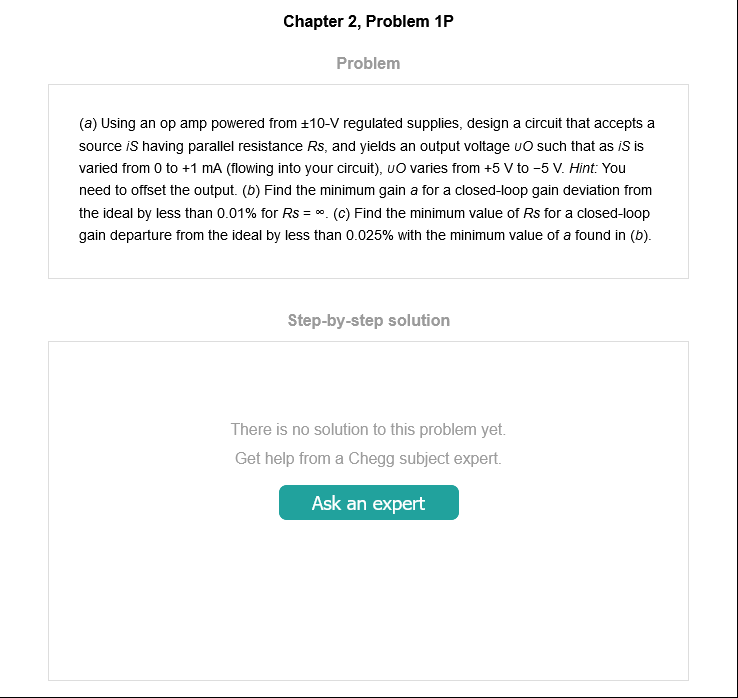 Chapter 2, Problem 1P
Problem
(a) Using an op amp powered from ±10-V regulated supplies, design a circuit that accepts a
source iS having parallel resistance Rs, and yields an output voltage υO such that as iS is
varied from 0 to +1 mA (flowing into your circuit), υO varies from +5 V to −5 V. Hint: You
need to offset the output. (b) Find the minimum gain a for a closed-loop gain deviation from
the ideal by less than 0.01% for Rs = ∞. (c) Find the minimum value of Rs for a closed-loop
gain departure from the ideal by less than 0.025% with the minimum value of a found in (b).
Step-by-step solution
There is no solution to this problem yet.
Get help from a Chegg subject expert.
Ask an expert